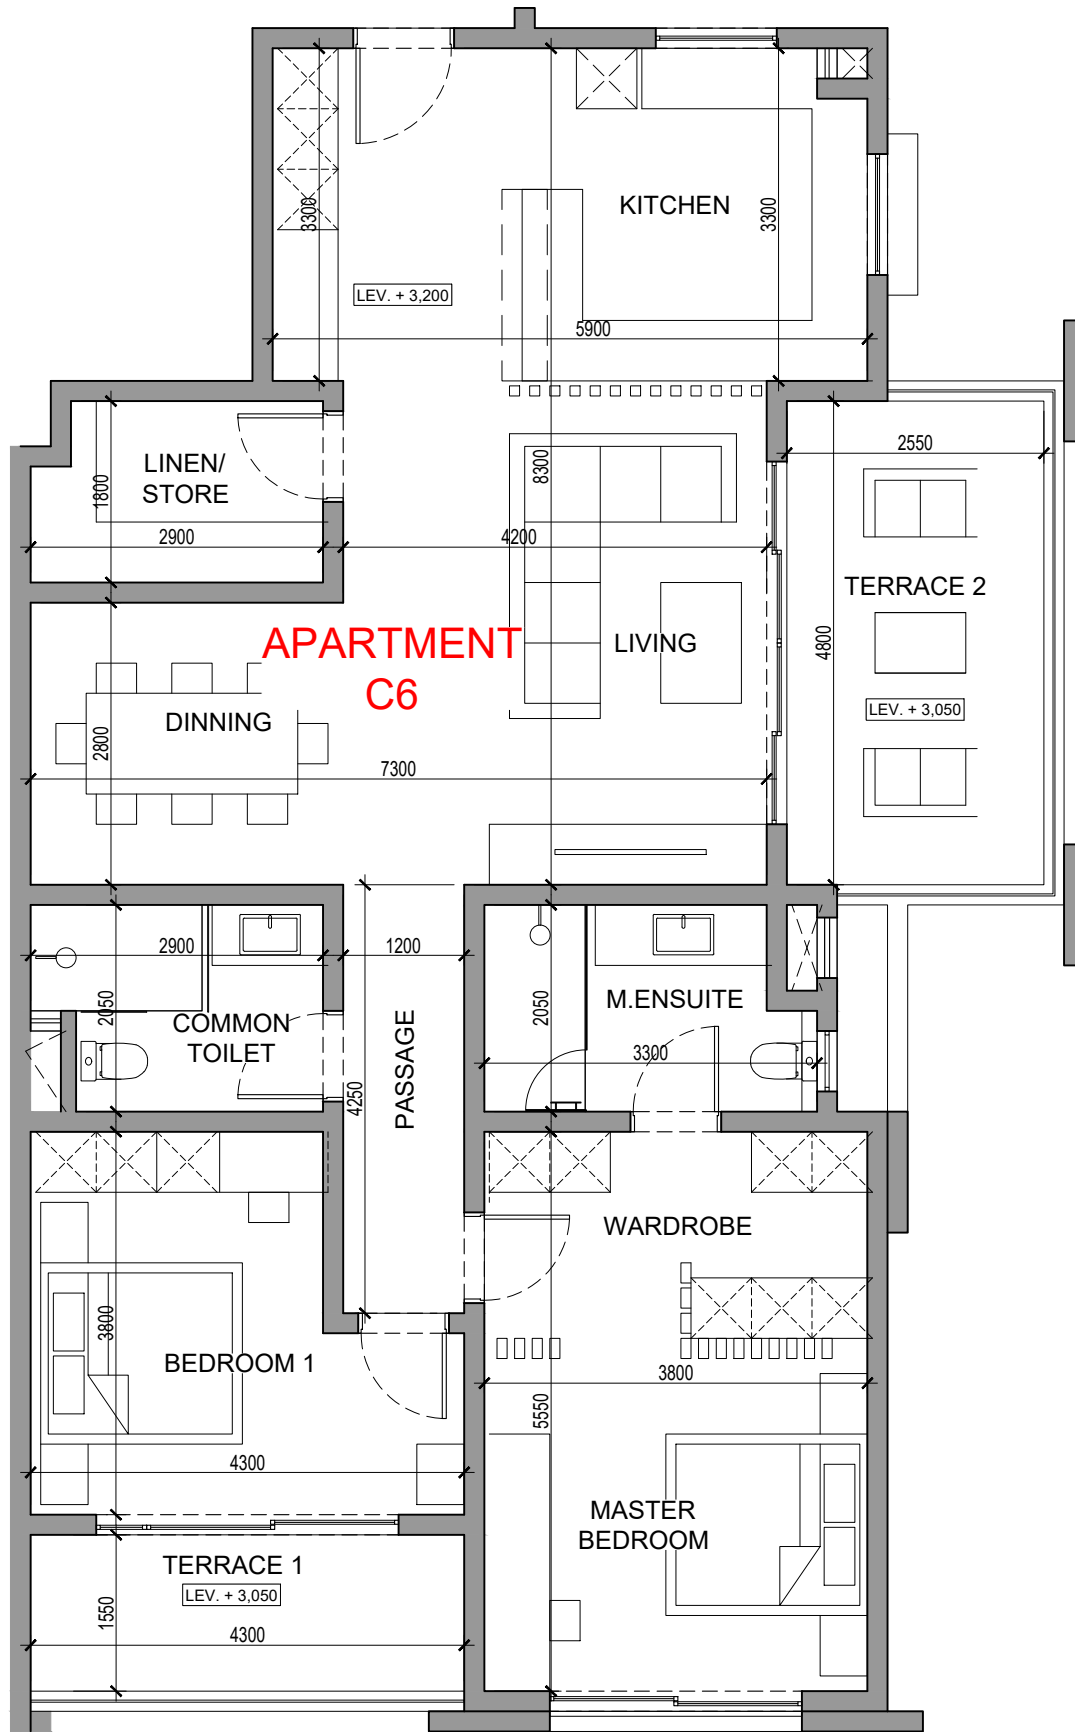 KITCHEN
3300
3300
LEV. + 3,200
5900
2550
LINEN/
STORE
1800
8300
2900
4200
TERRACE 2
APARTMENT
C6
LIVING
4800
LEV. + 3,050
DINNING
2800
7300
2900
1200
2050
COMMON
TOILET
PASSAGE
4250
2050
M.ENSUITE
3300
WARDROBE
3800
BEDROOM 1
3800
5550
4300
MASTER
BEDROOM
TERRACE 1
LEV. + 3,050
1550
4300